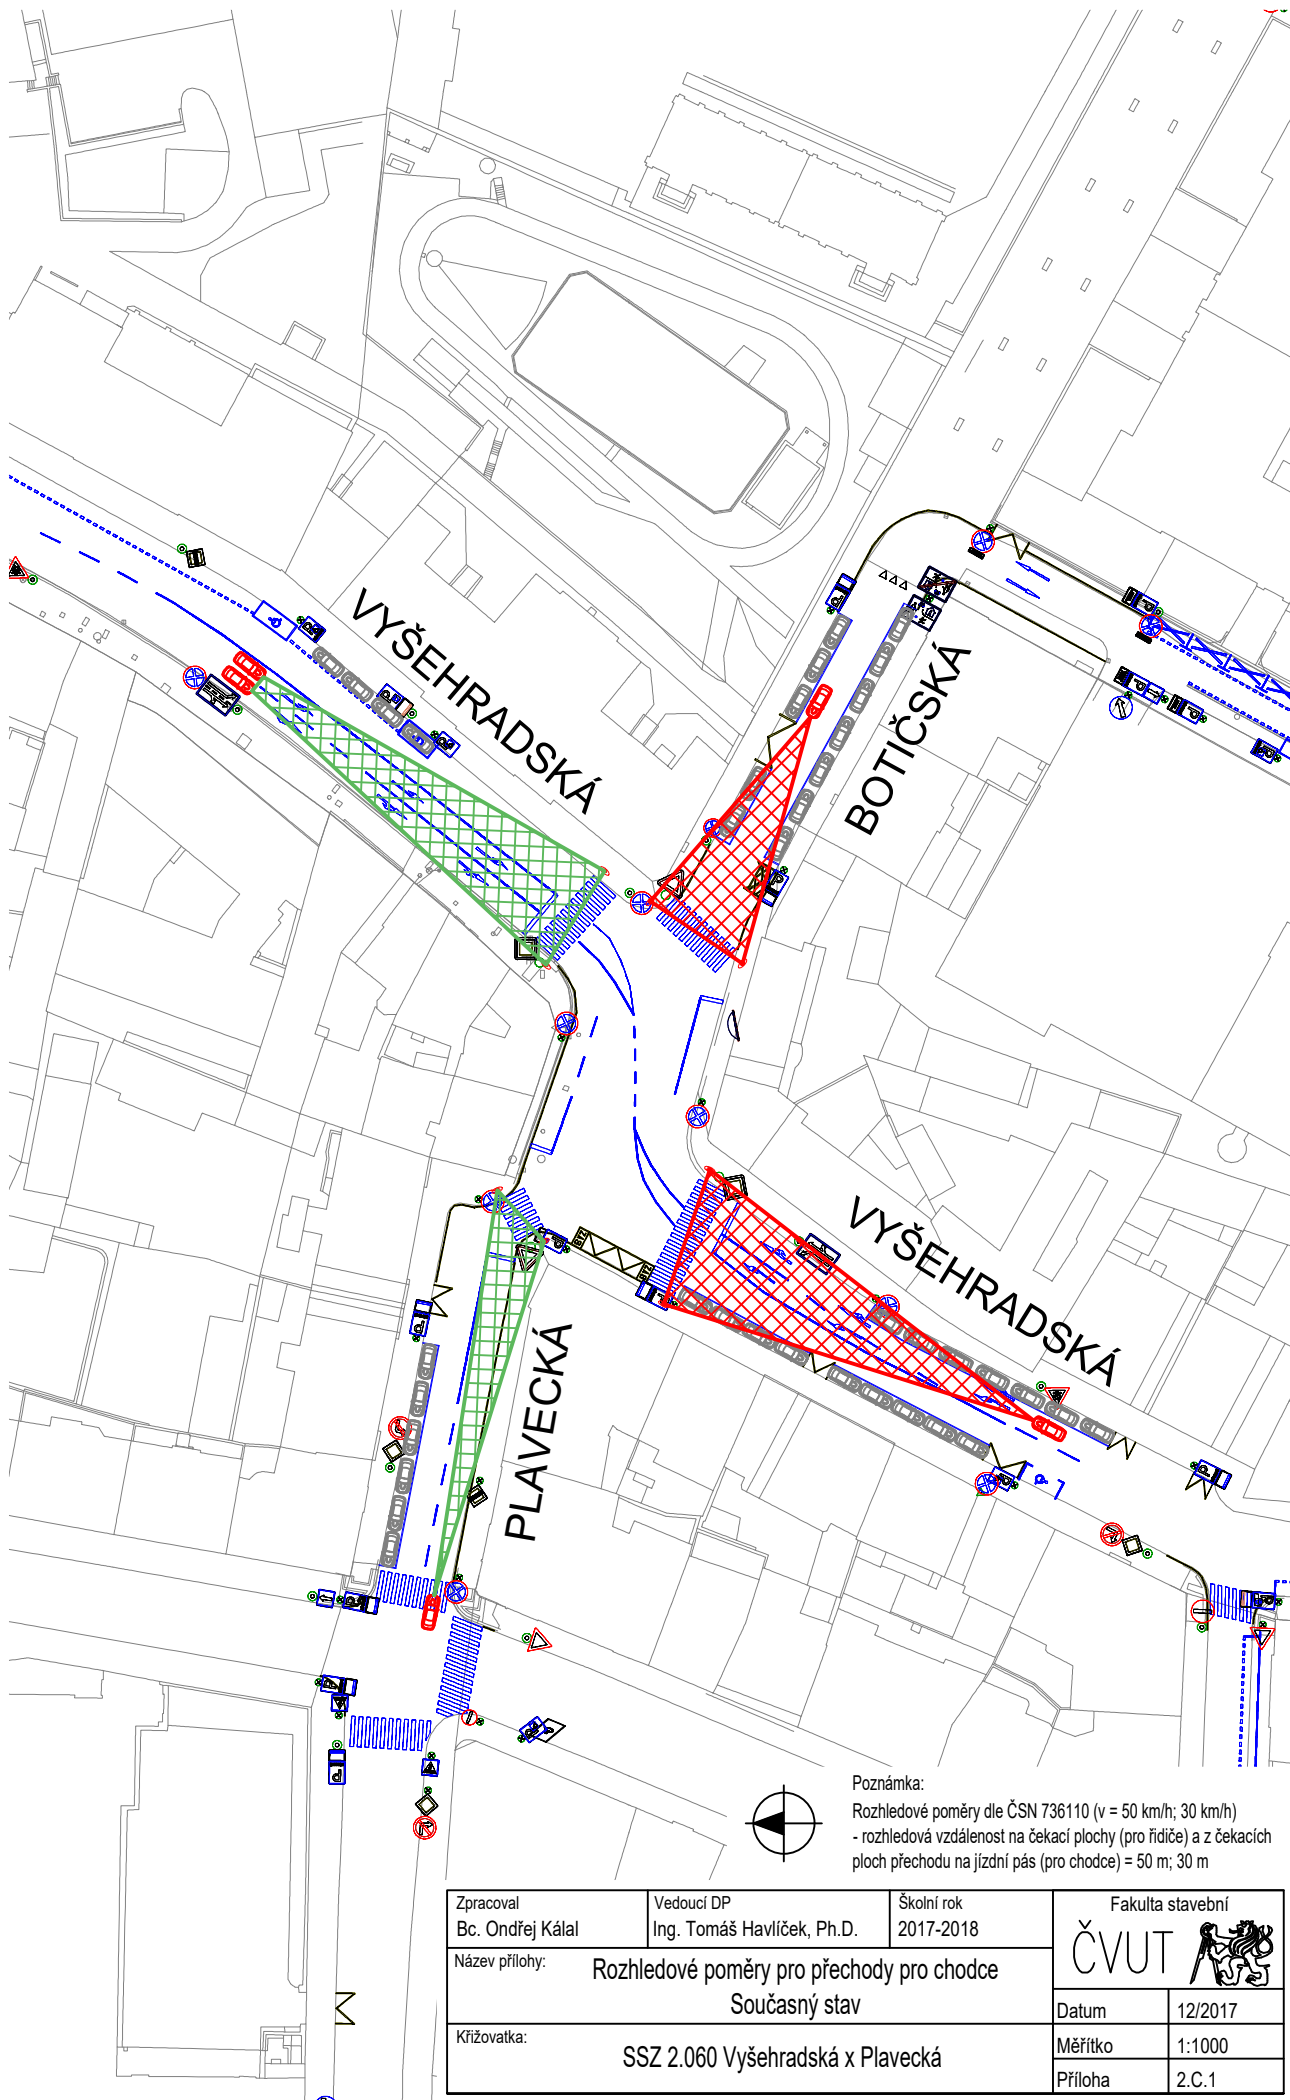 VYŠEHRADSKÁ
BOTIČSKÁ
VYŠEHRADSKÁ
PLAVECKÁ
Poznámka:
Rozhledové poměry dle ČSN 736110 (v = 50 km/h; 30 km/h)
- rozhledová vzdálenost na čekací plochy (pro řidiče) a z čekacích
ploch přechodu na jízdní pás (pro chodce) = 50 m; 30 m
Zpracoval
Bc. Ondřej Kálal
Vedoucí DP
Ing. Tomáš Havlíček, Ph.D.
Školní rok
2017-2018
Fakulta stavební
ČVUT
Název přílohy:
Rozhledové poměry pro přechody pro chodce
Současný stav
Datum
12/2017
Křižovatka:
SSZ 2.060 Vyšehradská x Plavecká
Měřítko
1:1000
Příloha
2.C.1